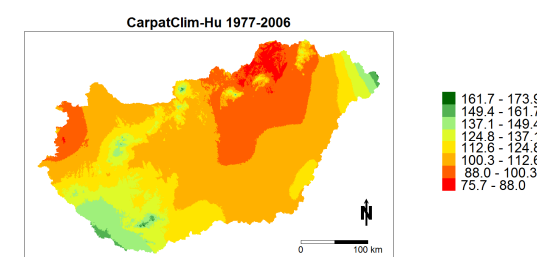 CarpatClim-Hu 1977-2006
161.7 - 173.9
149.4 - 161.7
137.1 - 149.4
124.8 - 137.4
112.6 - 124.8
100.3 - 112.6
88.0 - 100.3
75.7 - 88.0
N
0 100 km